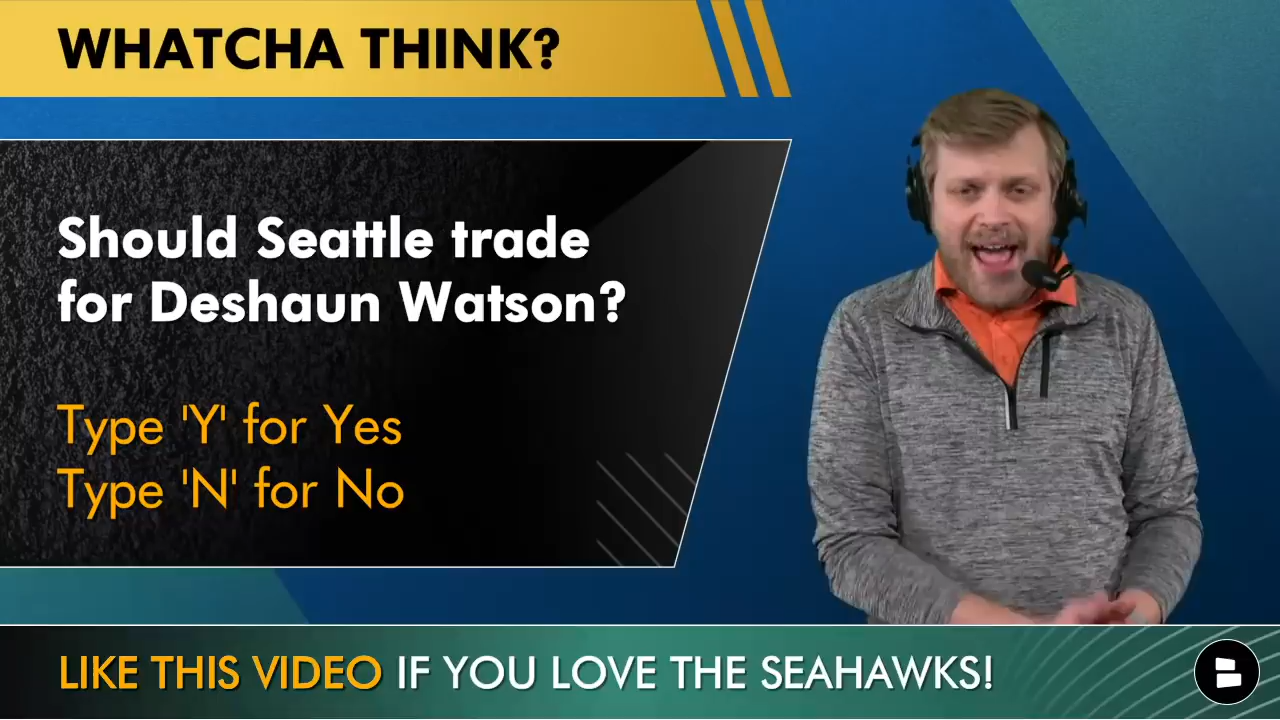 WHATCHA THINK?
Should Seattle trade
for Deshaun Watson?
Type 'Y' for Yes
Type 'N' for No
LIKE THIS VIDEO IF YOU LOVE THE SEAHAWKS!